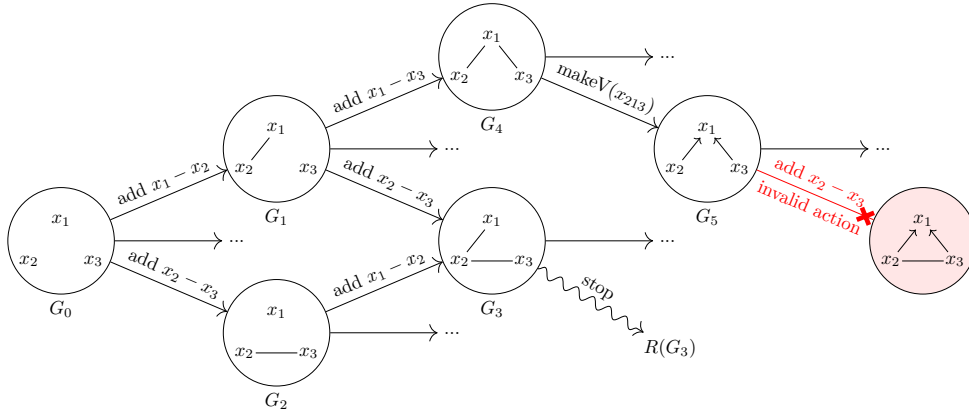 x₁
x₂ x₃
G₀
add x₁ − x₂
add x₂ − x₃
...
x₁
x₂ x₃
G₁
add x₁ − x₃
...
add x₂ − x₃
x₁
x₂ x₃
G₂
add x₁ − x₂
...
x₁
x₂ x₃
G₄
...
makeV(x₂₁₃)
x₁
x₂ x₃
G₃
...
stop
R(G₃)
x₁
x₂ x₃
G₅
...
add x₂ − x₃
invalid action
x₁
x₂ x₃